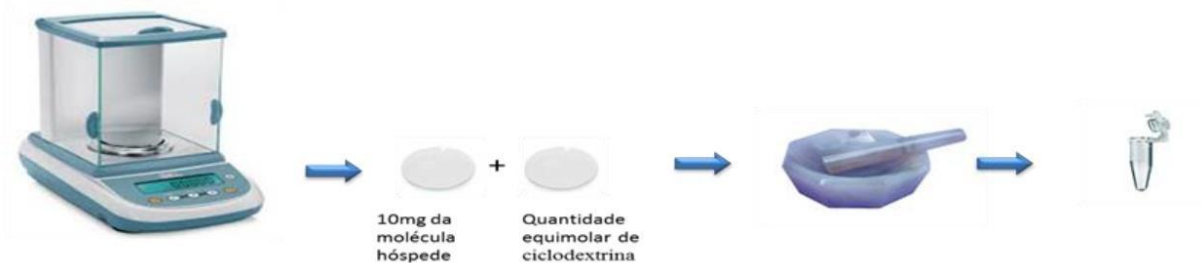 +
10mg da
molécula
hóspede
Quantidade
equimolar de
ciclodextrina